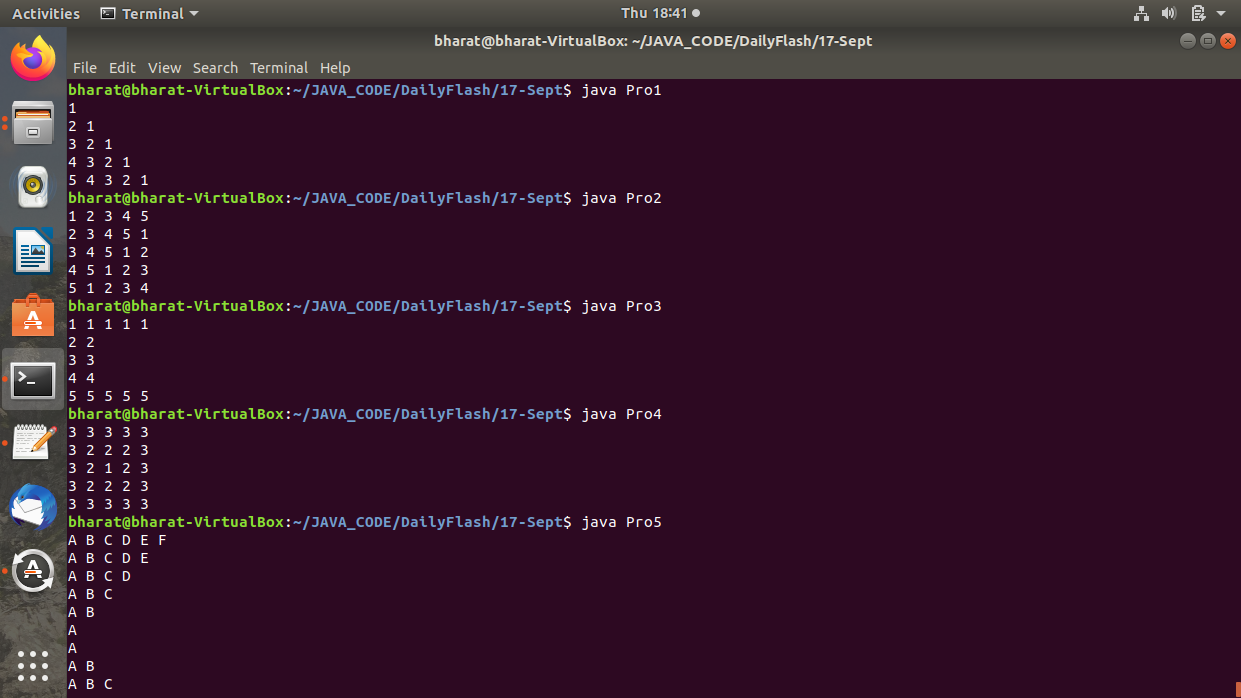 Activities Terminal Thu 18:41
bharat@bharat-VirtualBox: ~/JAVA_CODE/DailyFlash/17-Sept
File Edit View Search Terminal Help
bharat@bharat-VirtualBox:~/JAVA_CODE/DailyFlash/17-Sept$ java Pro1
1
2 1
3 2 1
4 3 2 1
5 4 3 2 1
bharat@bharat-VirtualBox:~/JAVA_CODE/DailyFlash/17-Sept$ java Pro2
1 2 3 4 5
2 3 4 5 1
3 4 5 1 2
4 5 1 2 3
5 1 2 3 4
bharat@bharat-VirtualBox:~/JAVA_CODE/DailyFlash/17-Sept$ java Pro3
1 1 1 1 1
2 2
3 3
4 4
5 5 5 5 5
bharat@bharat-VirtualBox:~/JAVA_CODE/DailyFlash/17-Sept$ java Pro4
3 3 3 3 3
3 2 2 2 3
3 2 1 2 3
3 2 2 2 3
3 3 3 3 3
bharat@bharat-VirtualBox:~/JAVA_CODE/DailyFlash/17-Sept$ java Pro5
A B C D E F
A B C D E
A B C D
A B C
A B
A
A
A B
A B C